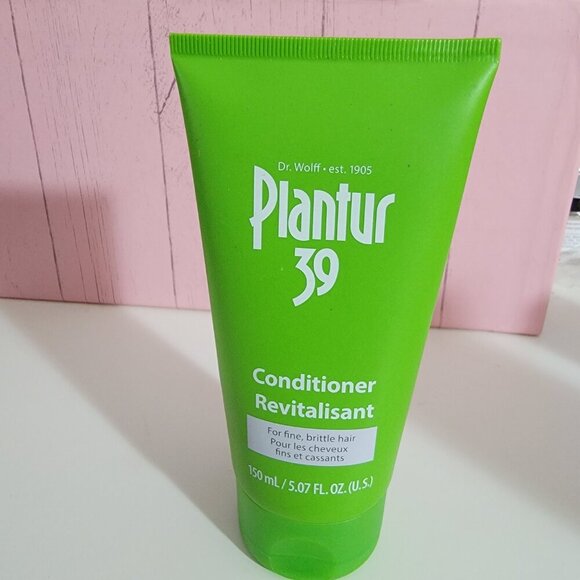 Dr. Wolff • est. 1905
Plantur
39
Conditioner
Revitalisant
For fine, brittle hair
Pour les cheveux
fins et cassants
150 mL / 5.07 FL. OZ. (U.S.)